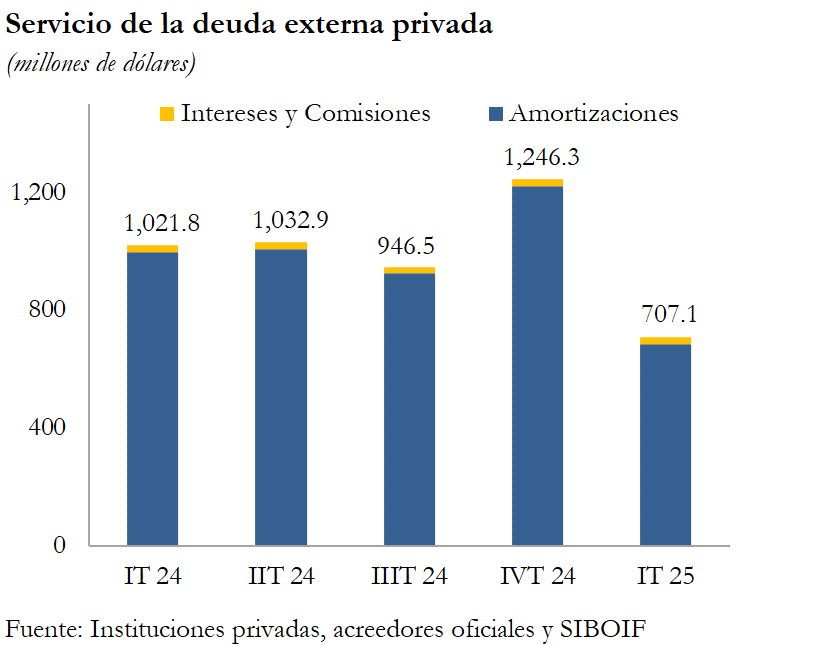 Servicio de la deuda externa privada
(millones de dólares)
Intereses y Comisiones
Amortizaciones
1,246.3
1,200
1,021.8
1,032.9
946.5
800
707.1
400
0
IT 24
IIT 24
IIIT 24
IVT 24
IT 25
Fuente: Instituciones privadas, acreedores oficiales y SIBOIF